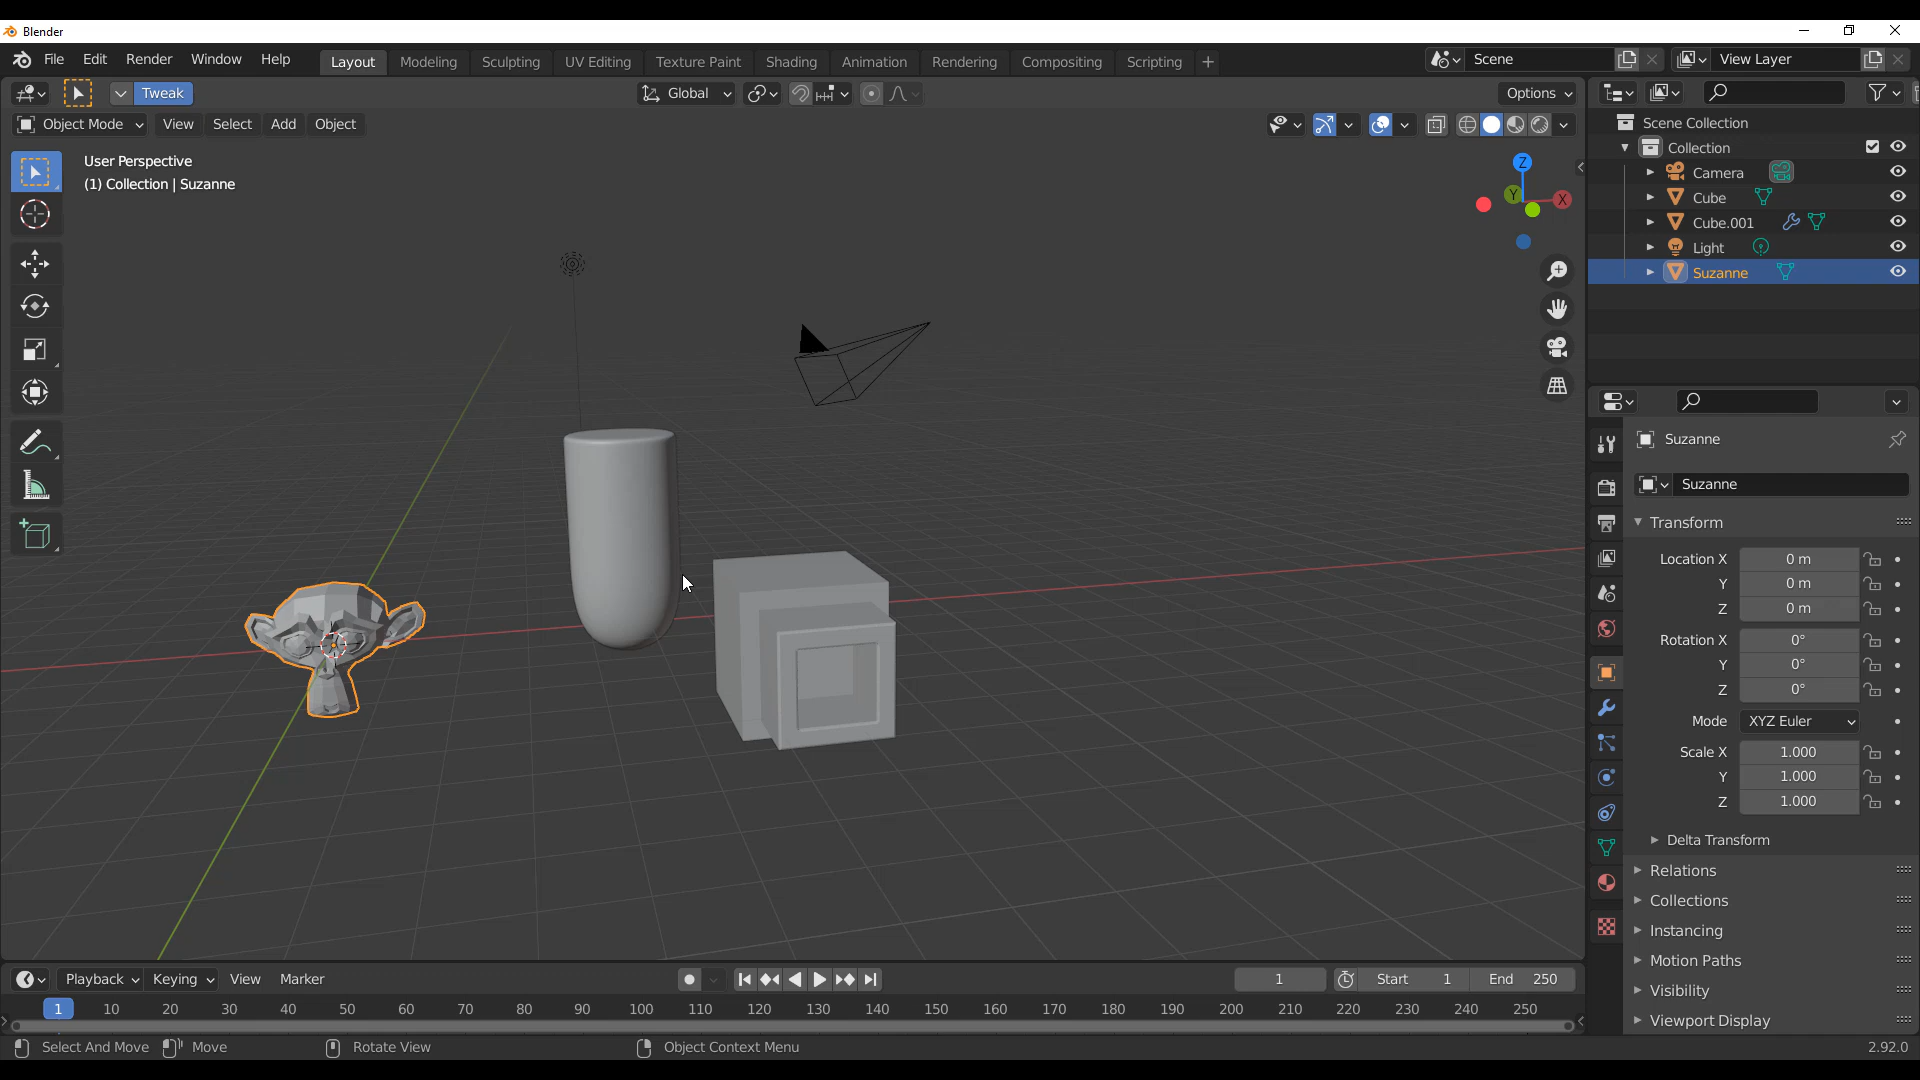 Blender
File Edit Render Window Help Layout Modeling Sculpting UV Editing Texture Paint Shading Animation Rendering Compositing Scripting + Scene View Layer
Tweak Global Options
Object Mode View Select Add Object
User Perspective
(1) Collection | Suzanne
Z
Y X
Scene Collection
Collection
Camera
Cube
Cube.001
Light
Suzanne
Suzanne
Suzanne
Transform
Location X 0 m
Y 0 m
Z 0 m
Rotation X 0°
Y 0°
Z 0°
Mode XYZ Euler
Scale X 1.000
Y 1.000
Z 1.000
Delta Transform
Relations
Collections
Instancing
Motion Paths
Visibility
Viewport Display
Playback Keying View Marker 1 Start 1 End 250
1 10 20 30 40 50 60 70 80 90 100 110 120 130 140 150 160 170 180 190 200 210 220 230 240 250
Select And Move Move Rotate View Object Context Menu 2.92.0